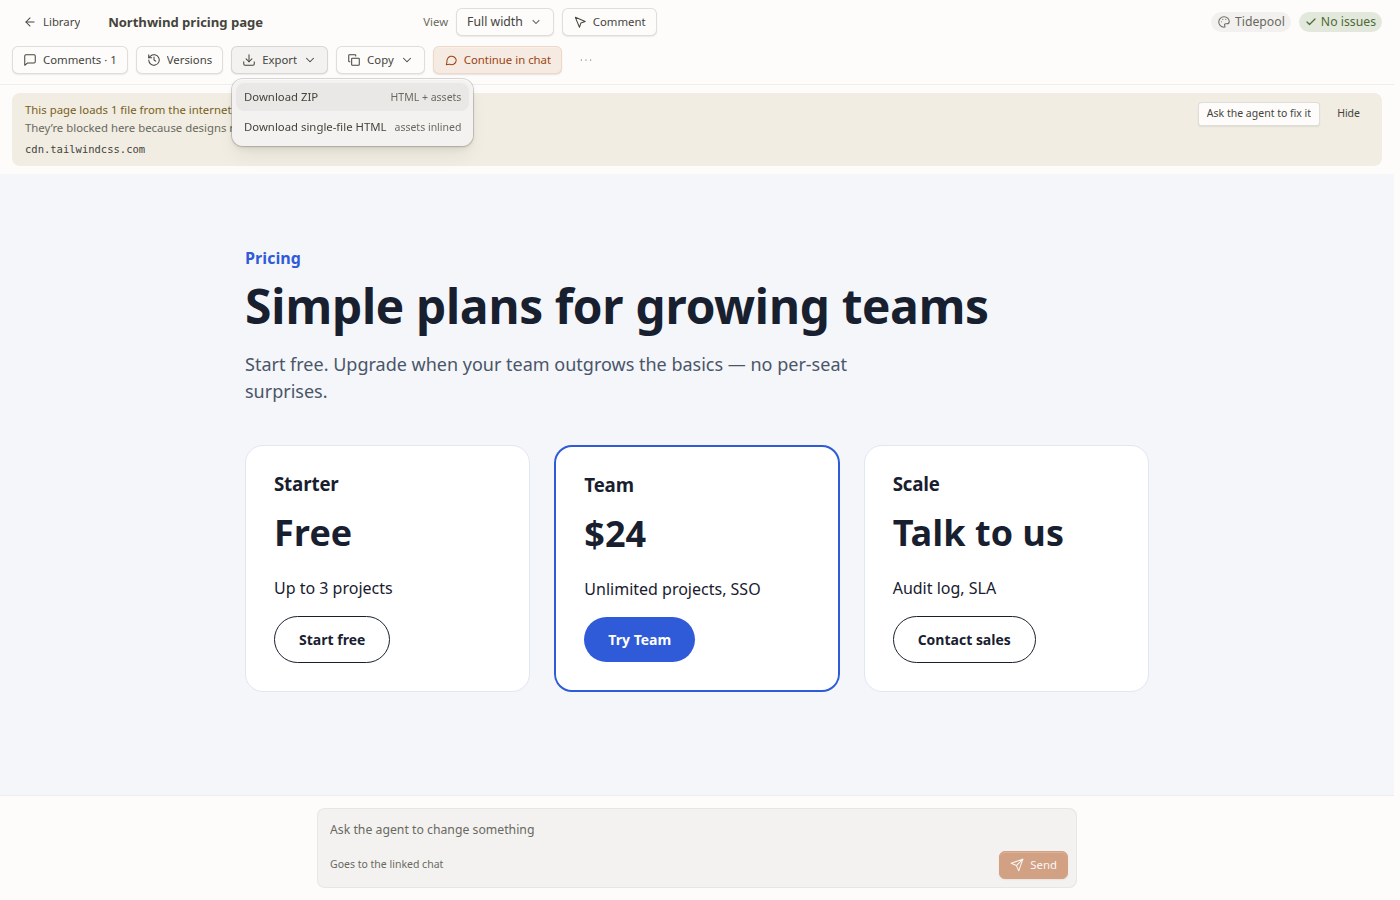 Library
Northwind pricing page
View
Full width
Comment
Tidepool
No issues
Comments · 1
Versions
Export
Copy
Continue in chat
···
Download ZIP HTML + assets
Download single-file HTML assets inlined
This page loads 1 file from the internet
They're blocked here because designs
cdn.tailwindcss.com
Ask the agent to fix it
Hide
Pricing
Simple plans for growing teams
Start free. Upgrade when your team outgrows the basics — no per-seat
surprises.
Starter
Free
Up to 3 projects
Start free
Team
$24
Unlimited projects, SSO
Try Team
Scale
Talk to us
Audit log, SLA
Contact sales
Ask the agent to change something
Goes to the linked chat
Send